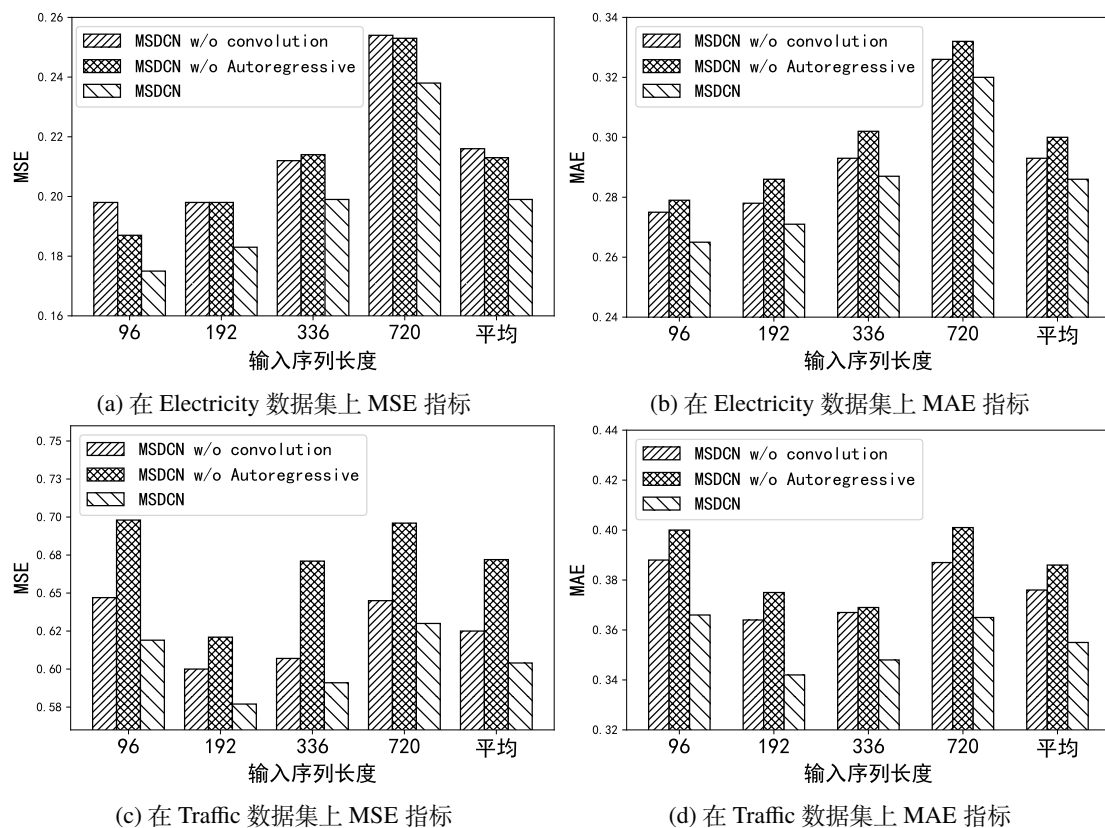 0.26
0.24
0.22
0.20
0.18
0.16
MSE
MSDCN w/o convolution
MSDCN w/o Autoregressive
MSDCN
96 192 336 720 平均
输入序列长度
(a) 在 Electricity 数据集上 MSE 指标
0.34
0.32
0.30
0.28
0.26
0.24
MAE
MSDCN w/o convolution
MSDCN w/o Autoregressive
MSDCN
96 192 336 720 平均
输入序列长度
(b) 在 Electricity 数据集上 MAE 指标
0.75
0.73
0.70
0.68
0.65
0.62
0.60
0.58
MSE
MSDCN w/o convolution
MSDCN w/o Autoregressive
MSDCN
96 192 336 720 平均
输入序列长度
(c) 在 Traffic 数据集上 MSE 指标
0.44
0.42
0.40
0.38
0.36
0.34
0.32
MAE
MSDCN w/o convolution
MSDCN w/o Autoregressive
MSDCN
96 192 336 720 平均
输入序列长度
(d) 在 Traffic 数据集上 MAE 指标